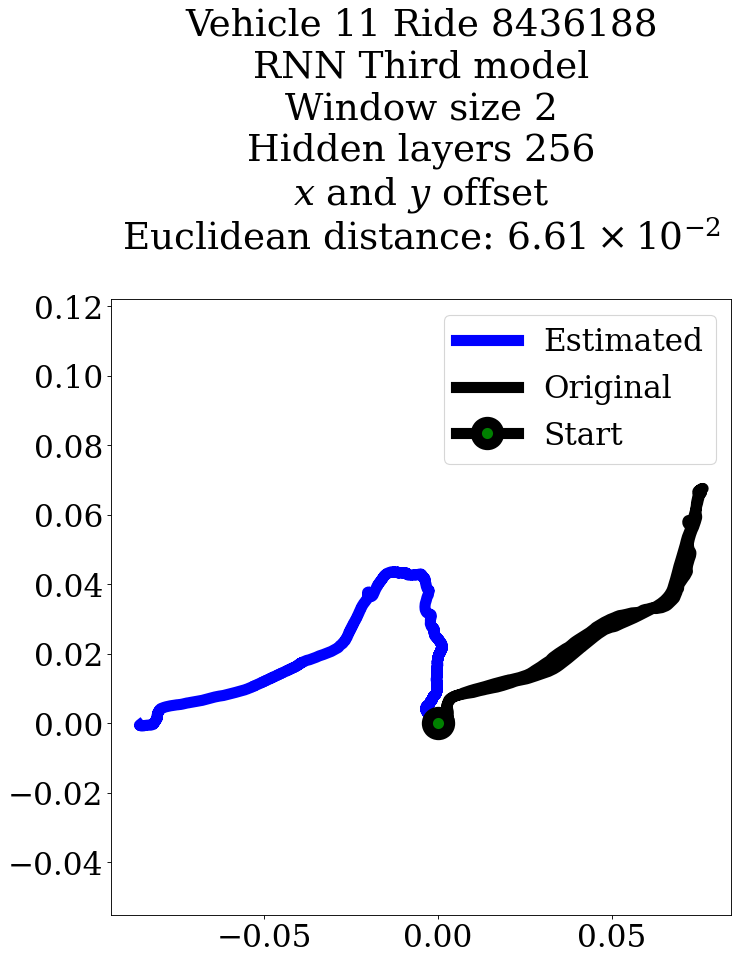 Vehicle 11 Ride 8436188
RNN Third model
Window size 2
Hidden layers 256
x and y offset
Euclidean distance: 6.61 × 10⁻²
0.12
Estimated
0.10
Original
0.08
Start
0.06
0.04
0.02
0.00
−0.02
−0.04
−0.05 0.00 0.05